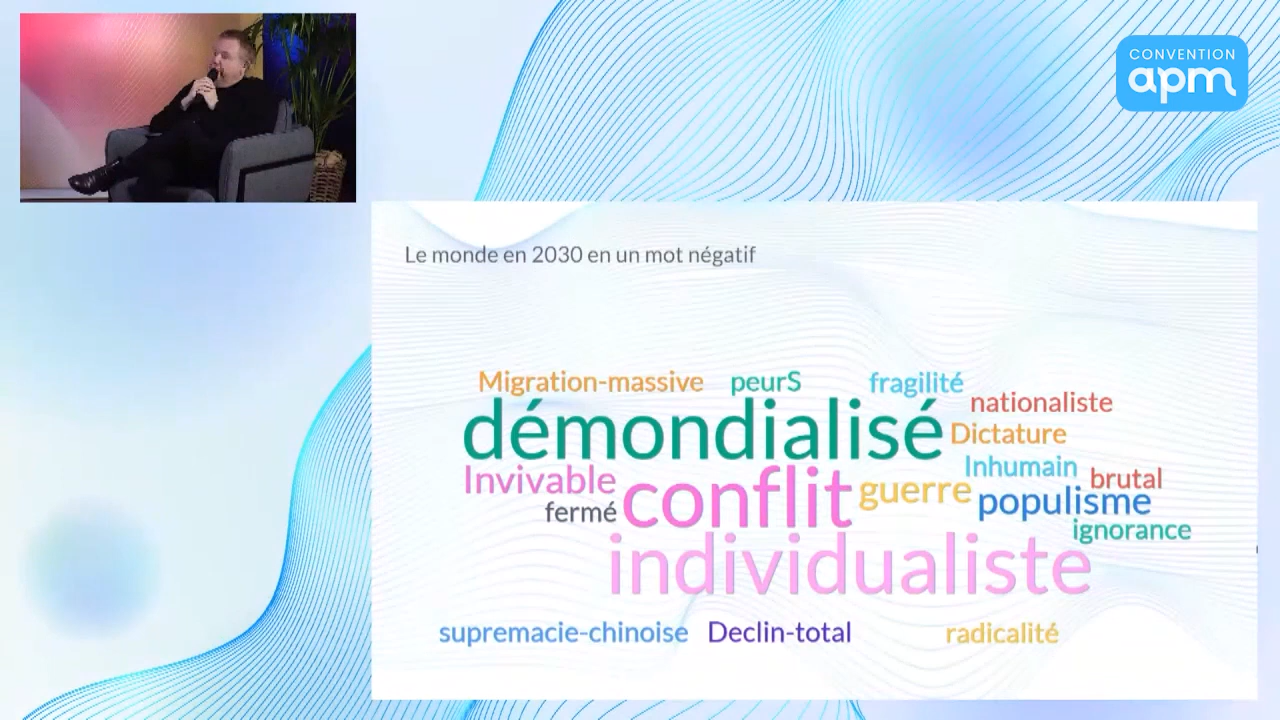 CONVENTION
apm
Le monde en 2030 en un mot négatif
Migration-massive peurS fragilité
nationaliste
démondialisé Dictature
Inhumain
Invivable conflit guerre populisme brutal
fermé
ignorance
individualiste
supremacie-chinoise Declin-total radicalité